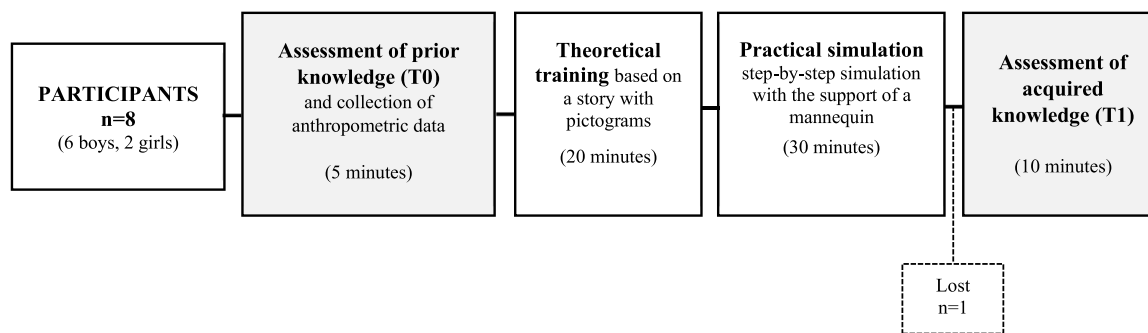 PARTICIPANTS
n=8
(6 boys, 2 girls)
Assessment of prior
knowledge (T0)
and collection of
anthropometric data
(5 minutes)
Theoretical
training based on
a story with
pictograms
(20 minutes)
Practical simulation
step-by-step simulation
with the support of a
mannequin
(30 minutes)
Assessment of
acquired
knowledge (T1)
(10 minutes)
Lost
n=1